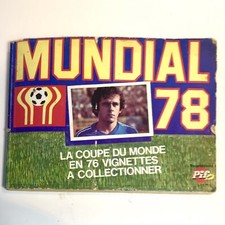 MUNDIAL
78
LA COUPE DU MONDE
EN 76 VIGNETTES
A COLLECTIONNER